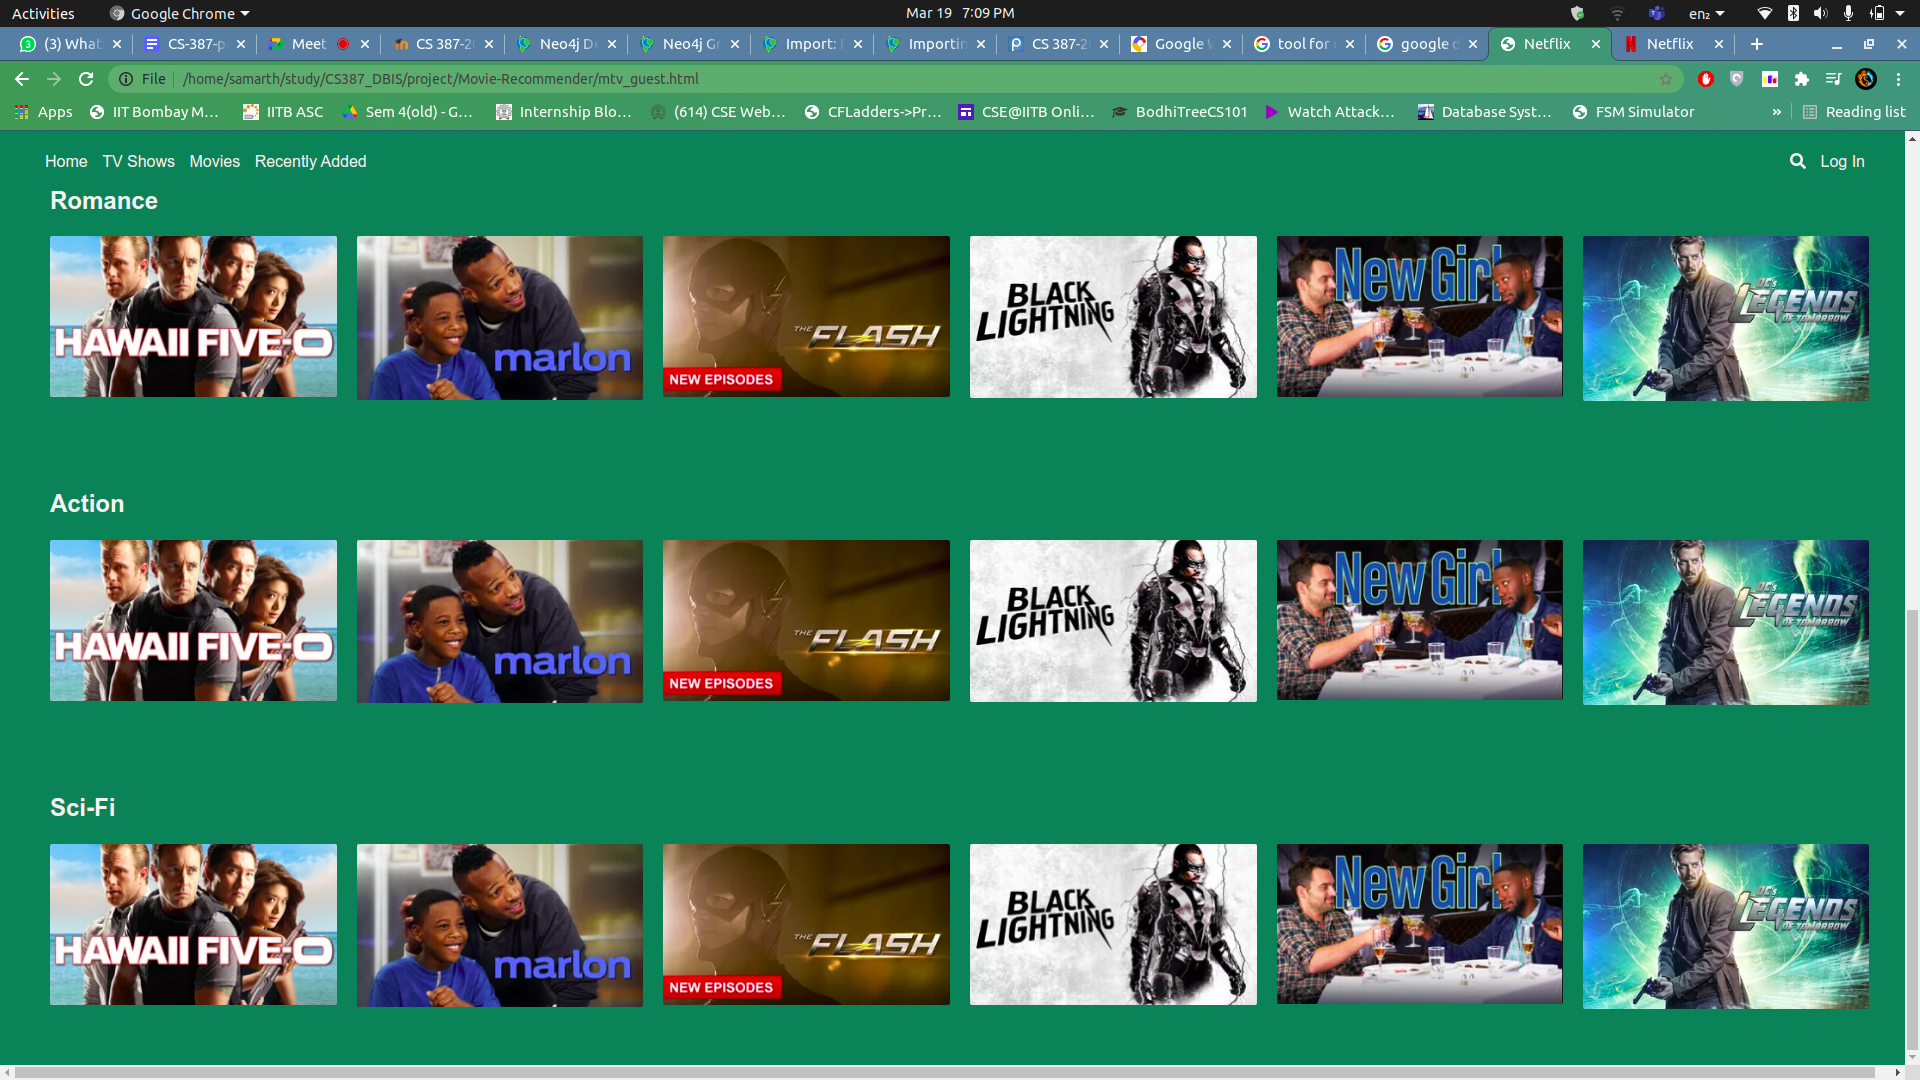 Activities Google Chrome Mar 19 7:09 PM en₂
(3) What CS-387-p Meet CS 387-20 Neo4j De Neo4j Gr Import: Importin CS 387-20 Google tool for google d Netflix Netflix
File /home/samarth/study/CS387_DBIS/project/Movie-Recommender/mtv_guest.html
Apps IIT Bombay M... IITB ASC Sem 4(old) - G... Internship Blo... (614) CSE Web... CFLadders->Pr... CSE@IITB Onli... BodhiTreeCS101 Watch Attack... Database Syst... FSM Simulator » Reading list
Home TV Shows Movies Recently Added Log In
Romance
HAWAII FIVE-O marlon THE FLASH NEW EPISODES BLACK LIGHTNING New Girl DC's LEGENDS OF TOMORROW
Action
HAWAII FIVE-O marlon THE FLASH NEW EPISODES BLACK LIGHTNING New Girl DC's LEGENDS OF TOMORROW
Sci-Fi
HAWAII FIVE-O marlon THE FLASH NEW EPISODES BLACK LIGHTNING New Girl DC's LEGENDS OF TOMORROW